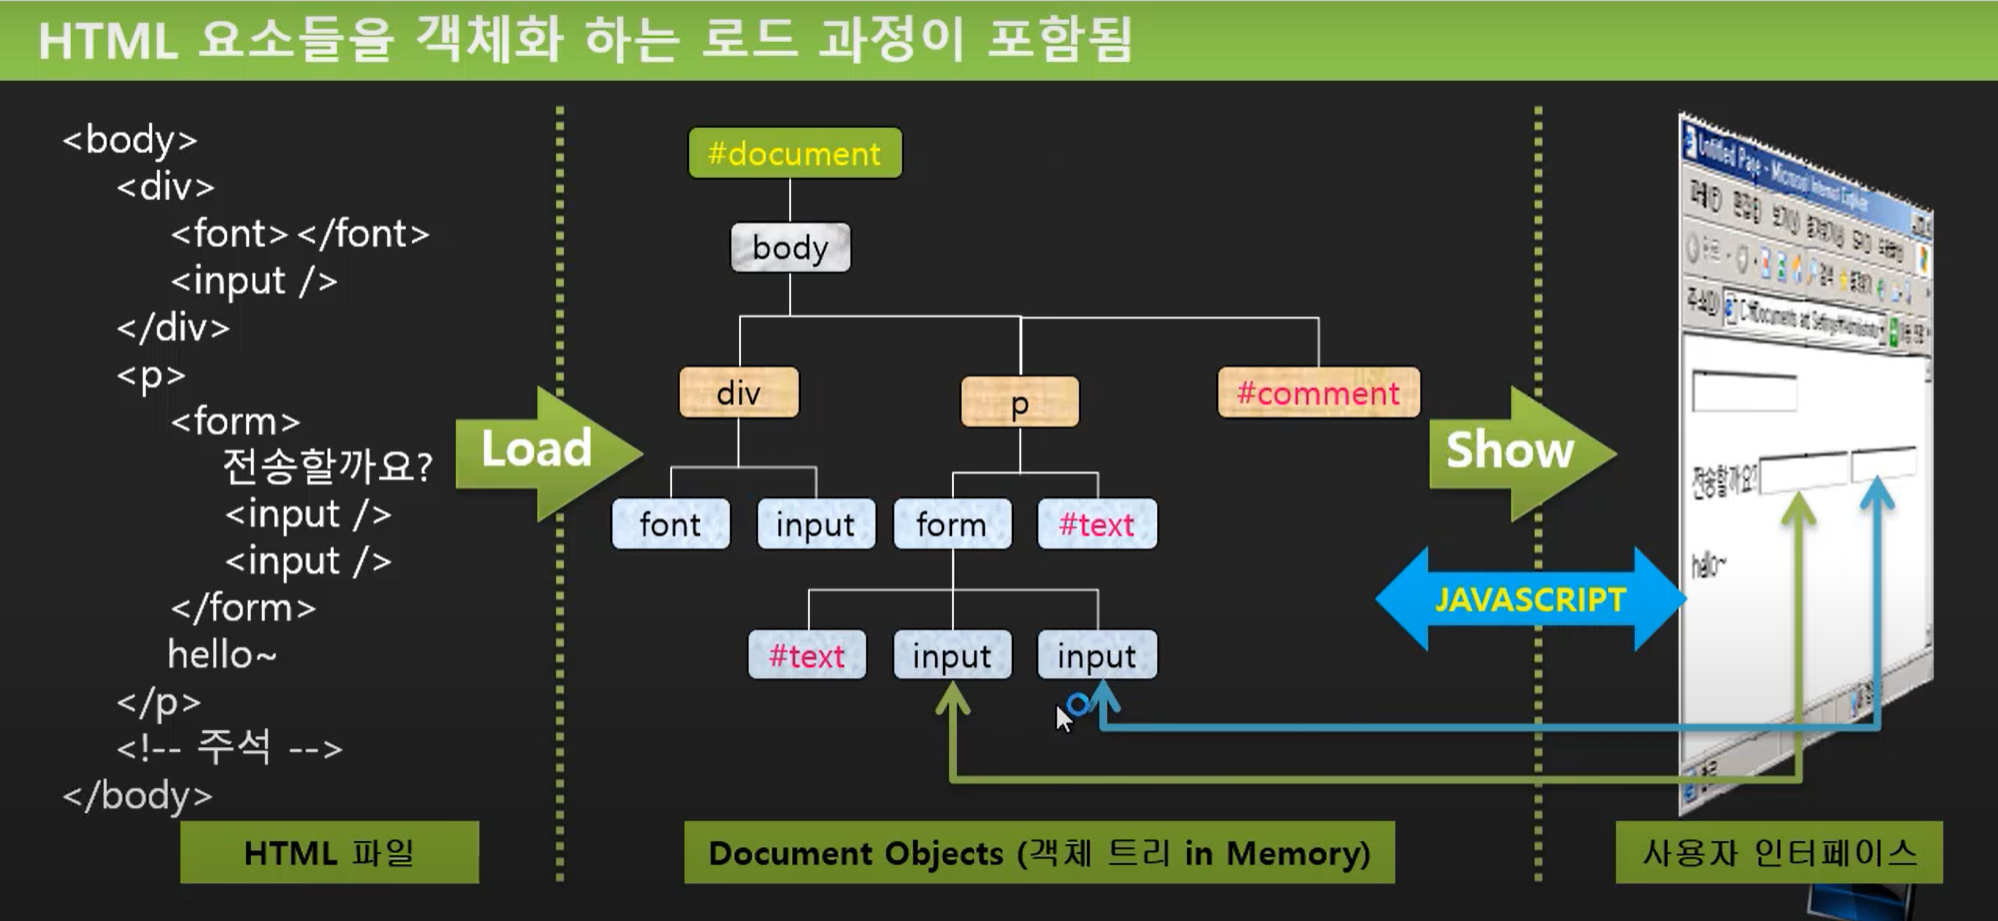 HTML 요소들을 객체화 하는 로드 과정이 포함됨
<body>
<div>
<font></font>
<input />
</div>
<p>
<form>
전송할까요?
<input />
<input />
</form>
hello~
</p>
<!-- 주석 -->
</body>
HTML 파일
Load
#document
body
div
p
#comment
font
input
form
#text
#text
input
input
Document Objects (객체 트리 in Memory)
Show
JAVASCRIPT
Untitled Page - Microsoft Internet Explorer
전송할까요?
hello~
사용자 인터페이스